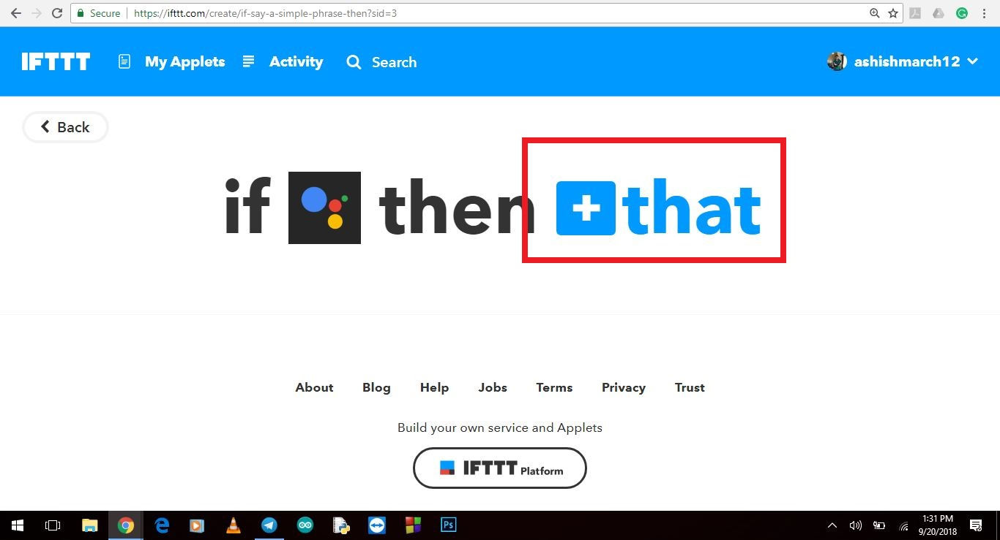 Secure https://ifttt.com/create/if-say-a-simple-phrase-then?sid=3
IFTTT My Applets Activity Search ashishmarch12
Back
if then + that
About Blog Help Jobs Terms Privacy Trust
Build your own service and Applets
IFTTT Platform
Ps
1:31 PM
9/20/2018